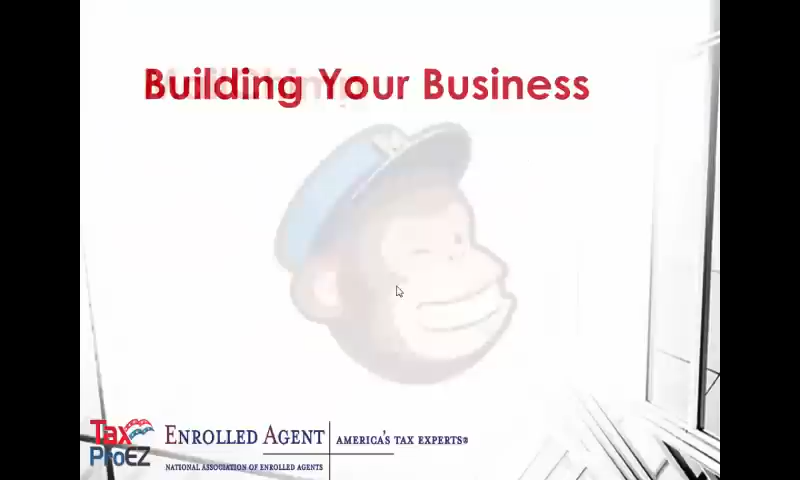 Building Your Business
Tax
ProEZ
ENROLLED AGENT
AMERICA'S TAX EXPERTS®
NATIONAL ASSOCIATION OF ENROLLED AGENTS